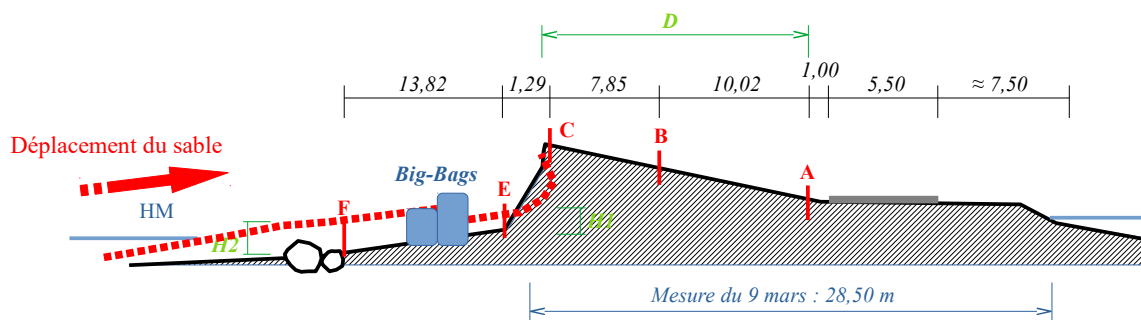 D
1,00
13,82
1,29
7,85
10,02
5,50
≈ 7,50
C
B
Déplacement du sable
Big-Bags
A
E
HM
F
H1
H2
Mesure du 9 mars : 28,50 m